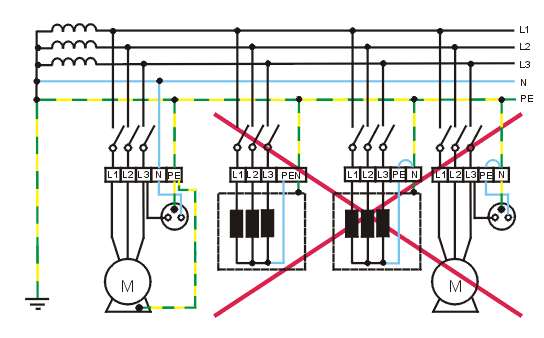 L1
L2
L3
N
PE
L1 L2 L3 N PE
L1 L2 L3 PEN
L1 L2 L3 PE N
L1 L2 L3 PE N
M
M